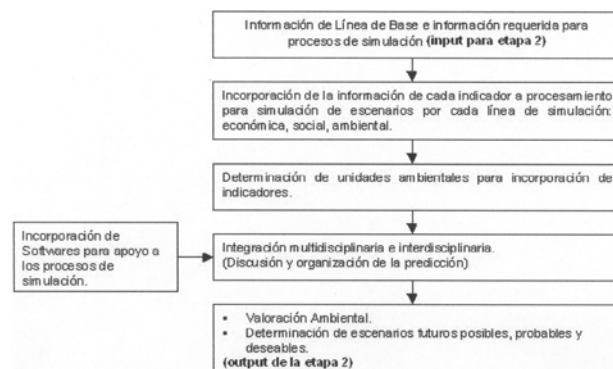 Información de Línea de Base e información requerida para
procesos de simulación (input para etapa 2)
Incorporación de la información de cada indicador a procesamiento
para simulación de escenarios por cada línea de simulación:
económica, social, ambiental.
Determinación de unidades ambientales para incorporación de
indicadores.
Incorporación de
Softwares para apoyo a
los procesos de
simulación.
Integración multidisciplinaria e interdisciplinaria.
(Discusión y organización de la predicción)
▪ Valoración Ambiental.
▪ Determinación de escenarios futuros posibles, probables y
deseables.
(output de la etapa 2)